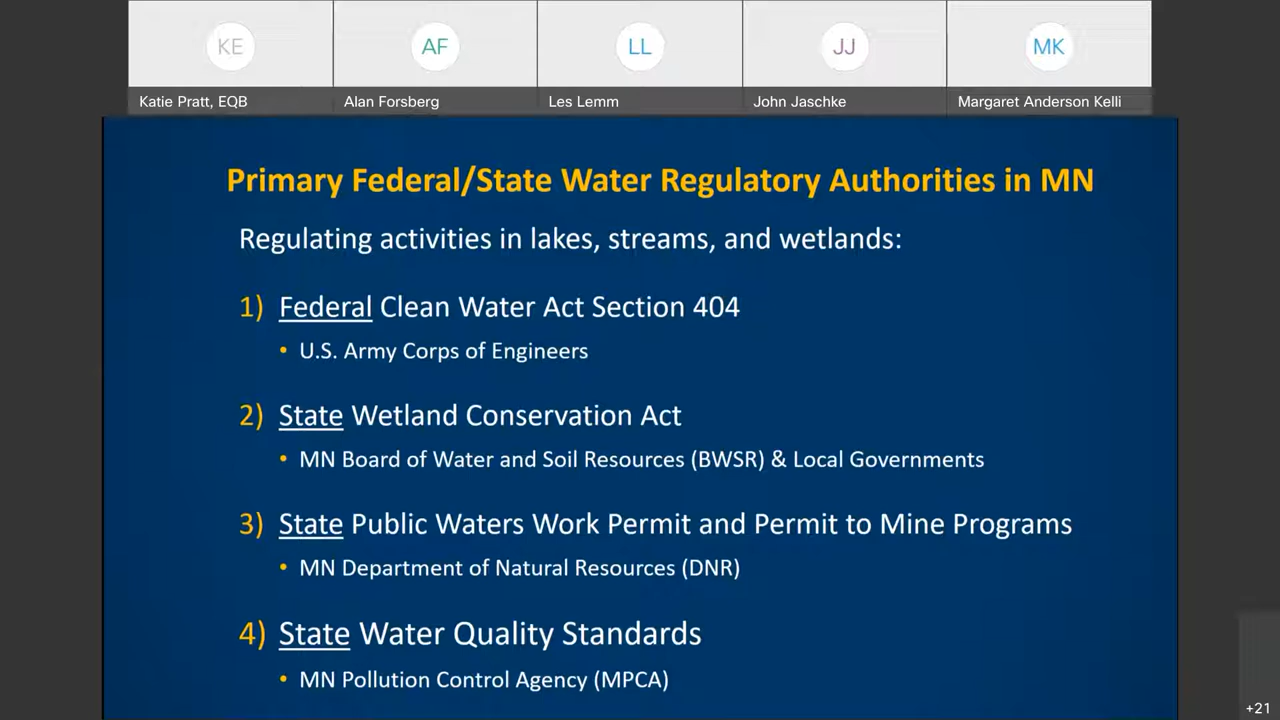 KE
AF
LL
JJ
MK
Katie Pratt, EQB
Alan Forsberg
Les Lemm
John Jaschke
Margaret Anderson Kelli
Primary Federal/State Water Regulatory Authorities in MN
Regulating activities in lakes, streams, and wetlands:
1) Federal Clean Water Act Section 404
• U.S. Army Corps of Engineers
2) State Wetland Conservation Act
• MN Board of Water and Soil Resources (BWSR) & Local Governments
3) State Public Waters Work Permit and Permit to Mine Programs
• MN Department of Natural Resources (DNR)
4) State Water Quality Standards
• MN Pollution Control Agency (MPCA)
+21